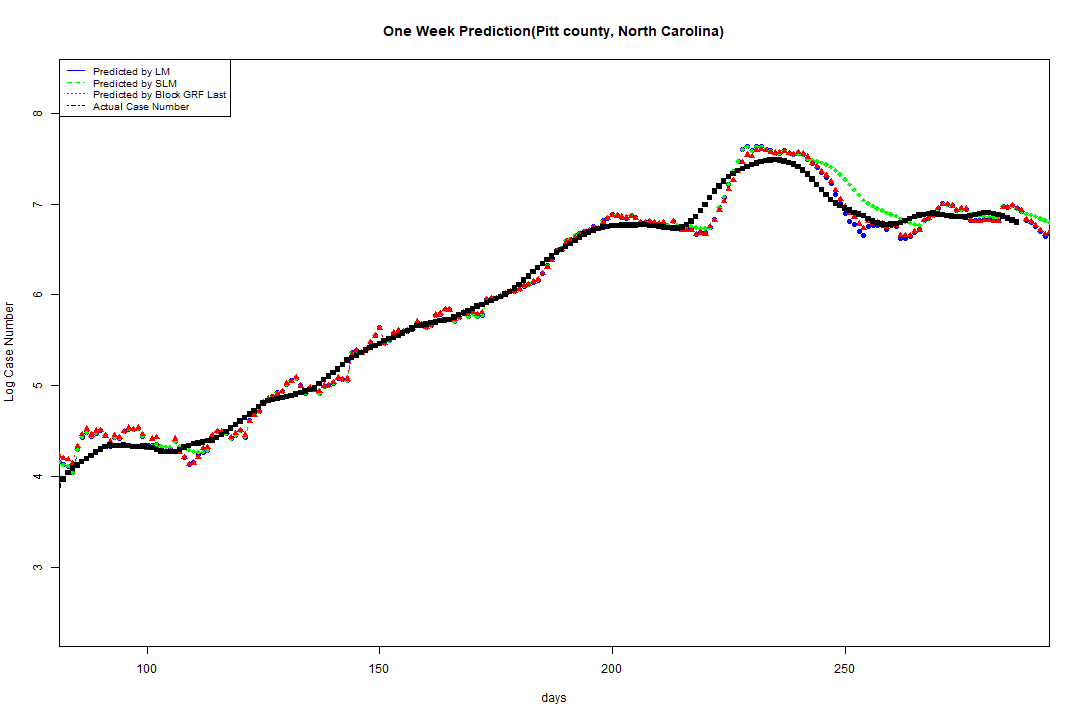 One Week Prediction(Pitt county, North Carolina)
Predicted by LM
Predicted by SLM
Predicted by Block GRF Last
Actual Case Number
8
7
6
5
4
3
Log Case Number
100 150 200 250
days